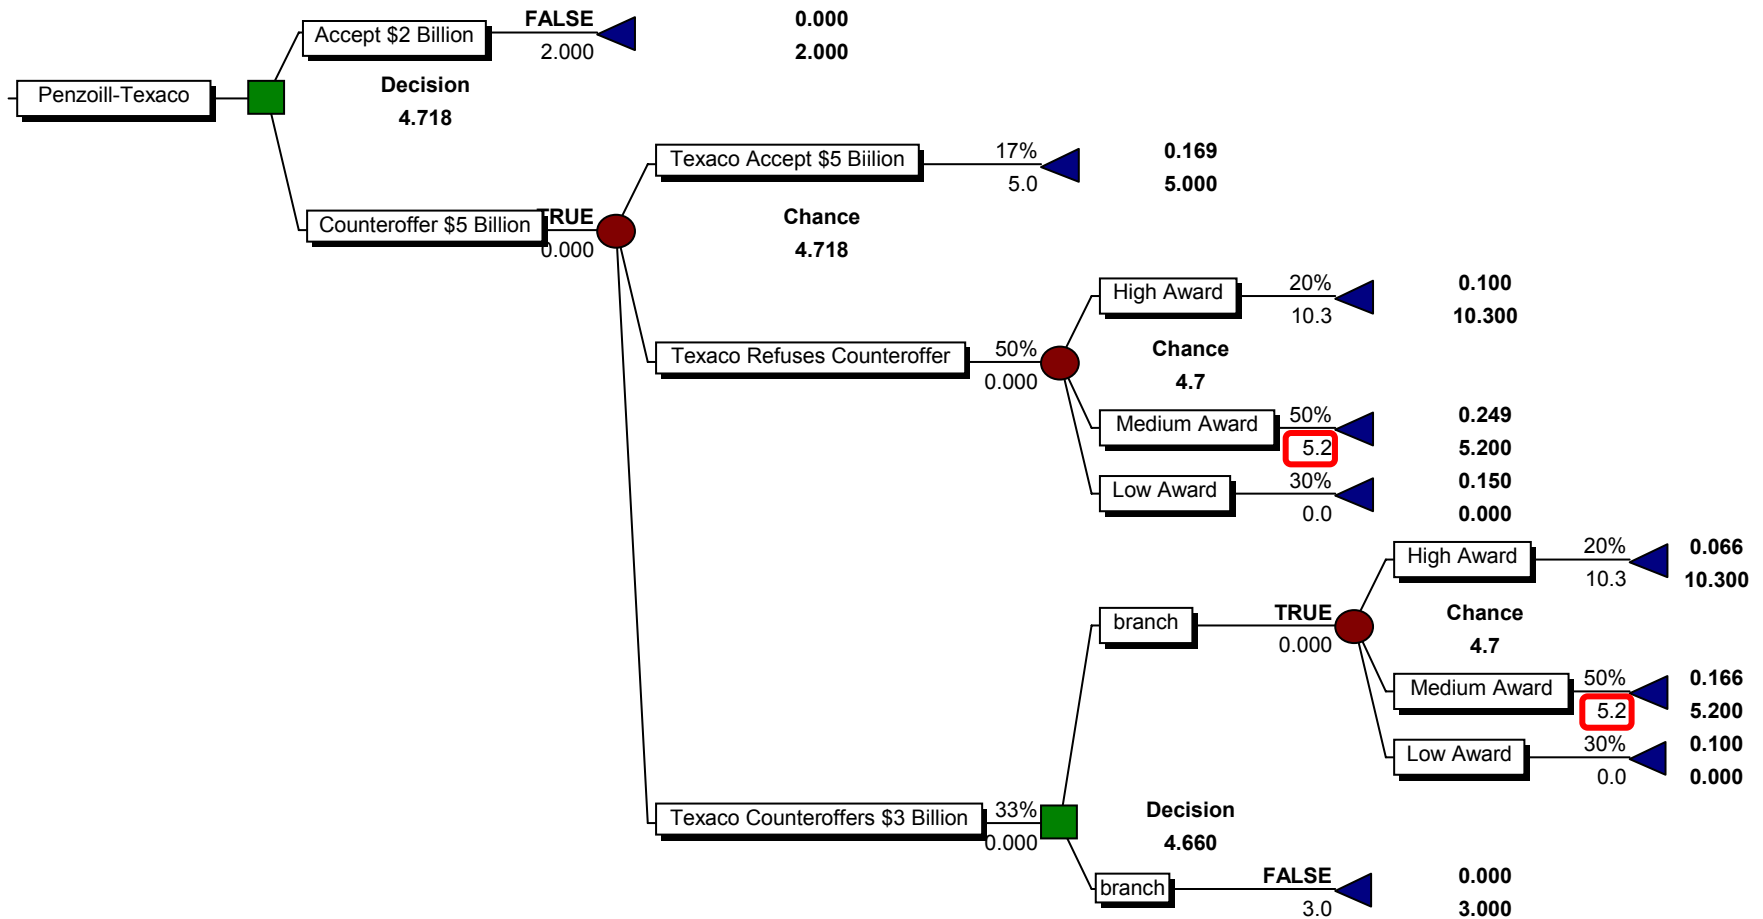 FALSE 0.000
Accept $2 Billion
2.000 2.000
Penzoill-Texaco
Decision
4.718
Texaco Accept $5 Biilion
17% 0.169
5.0 5.000
Counteroffer $5 Billion
TRUE
0.000
Chance
4.718
High Award
20% 0.100
10.3 10.300
Texaco Refuses Counteroffer
50%
0.000
Chance
4.7
Medium Award
50% 0.249
5.2 5.200
Low Award
30% 0.150
0.0 0.000
High Award
20% 0.066
10.3 10.300
branch
TRUE
0.000
Chance
4.7
Medium Award
50% 0.166
5.2 5.200
Low Award
30% 0.100
0.0 0.000
Texaco Counteroffers $3 Billion
33%
0.000
Decision
4.660
branch
FALSE 0.000
3.0 3.000